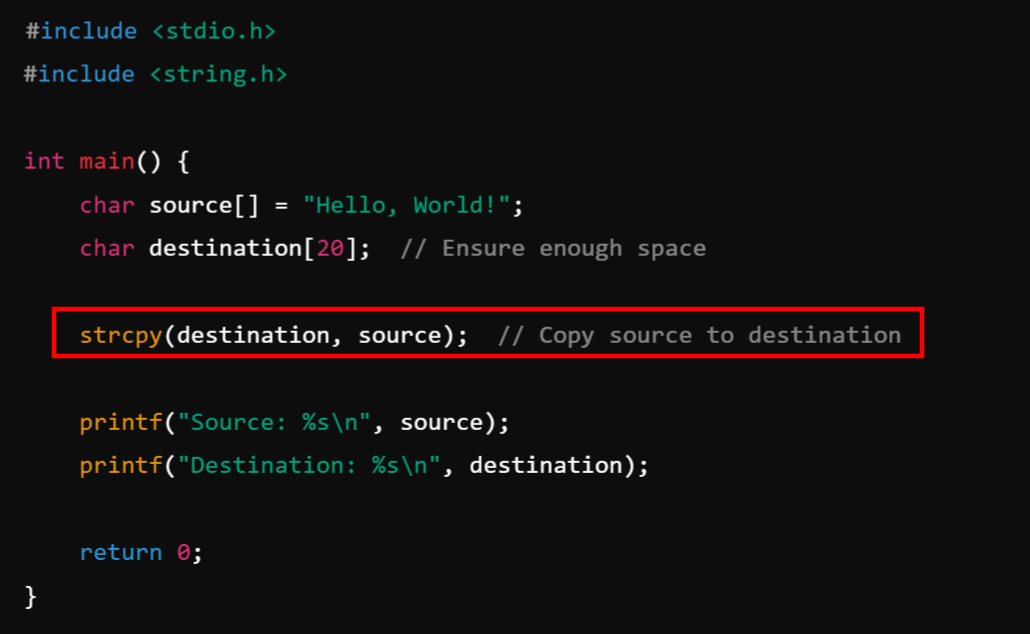 #include <stdio.h>
#include <string.h>
int main() {
    char source[] = "Hello, World!";
    char destination[20];  // Ensure enough space
    strcpy(destination, source);  // Copy source to destination
    printf("Source: %s\n", source);
    printf("Destination: %s\n", destination);
    return 0;
}